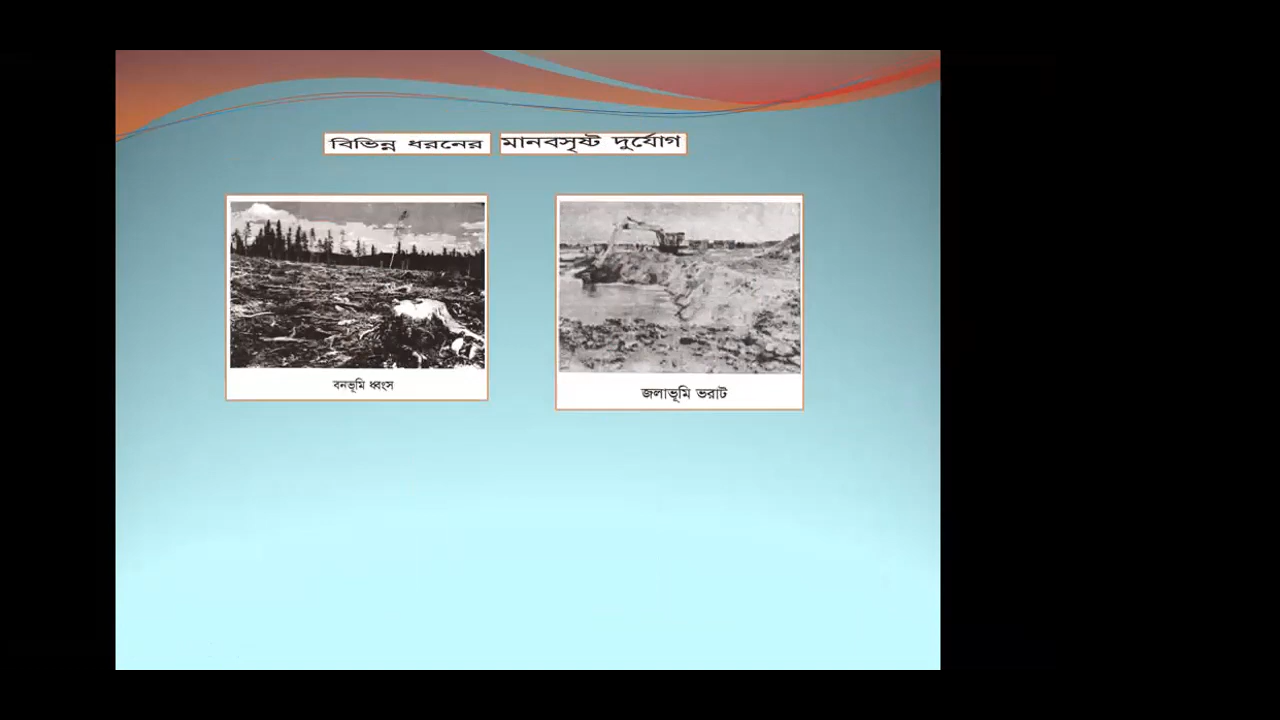 বিভিন্ন ধরনের মানবসৃষ্ট দুর্যোগ
বনভূমি ধ্বংস
জলাভূমি ভরাট